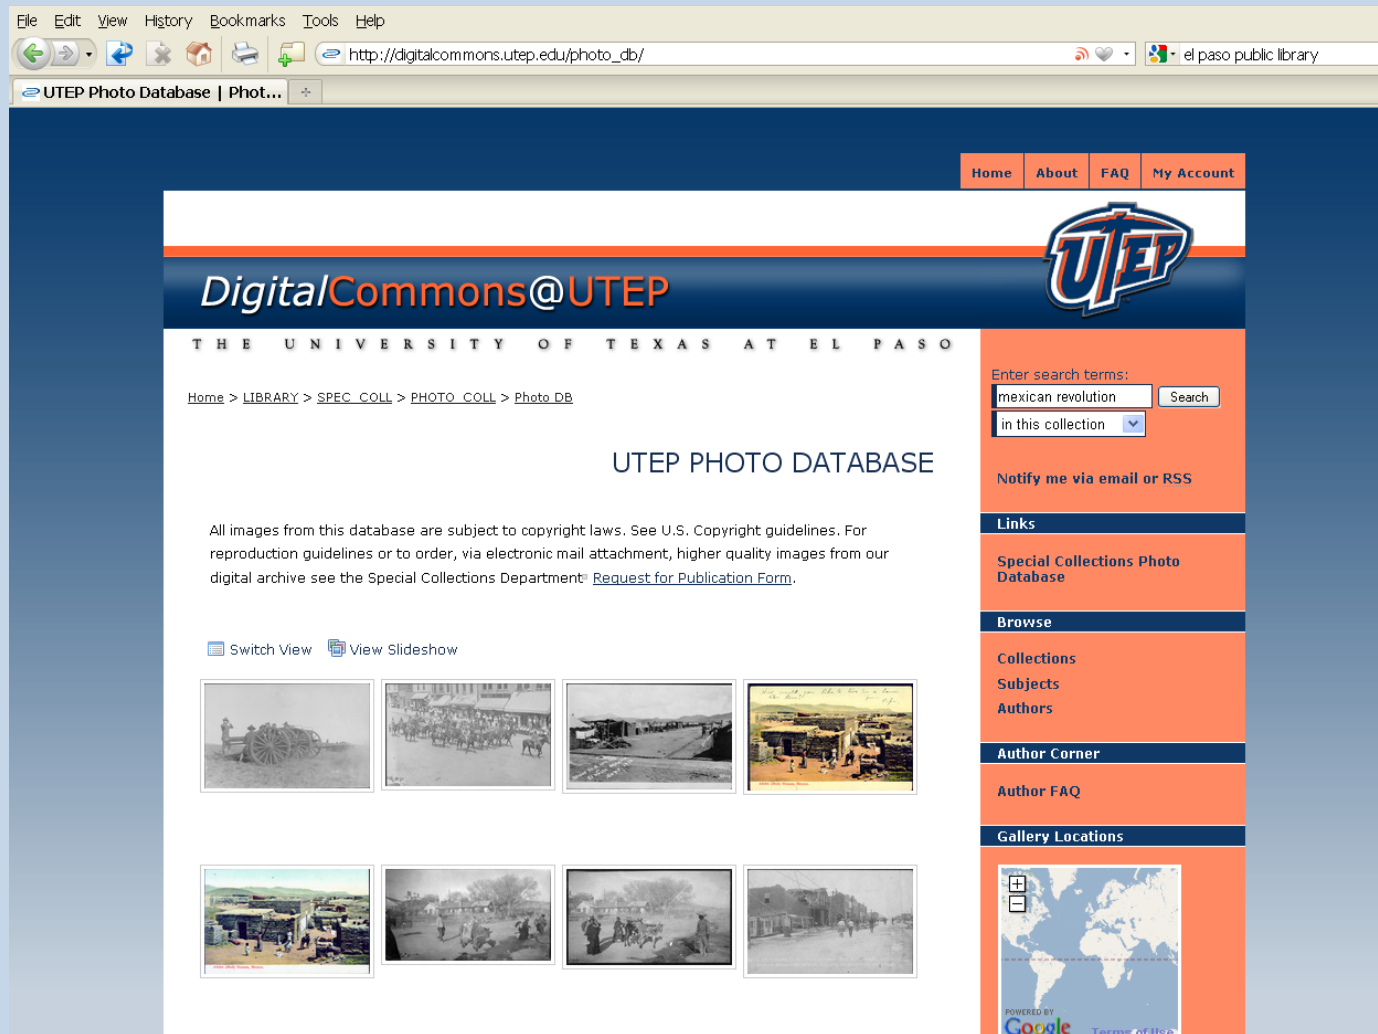 File Edit View History Bookmarks Tools Help
http://digitalcommons.utep.edu/photo_db/
el paso public library
UTEP Photo Database | Phot...
Home About FAQ My Account
UTEP
DigitalCommons@UTEP
THE UNIVERSITY OF TEXAS AT EL PASO
Home > LIBRARY > SPEC_COLL > PHOTO_COLL > Photo DB
UTEP PHOTO DATABASE
All images from this database are subject to copyright laws. See U.S. Copyright guidelines. For
reproduction guidelines or to order, via electronic mail attachment, higher quality images from our
digital archive see the Special Collections Department Request for Publication Form.
Switch View View Slideshow
Enter search terms:
mexican revolution Search
in this collection
Notify me via email or RSS
Links
Special Collections Photo
Database
Browse
Collections
Subjects
Authors
Author Corner
Author FAQ
Gallery Locations
POWERED BY
Google Terms of Use